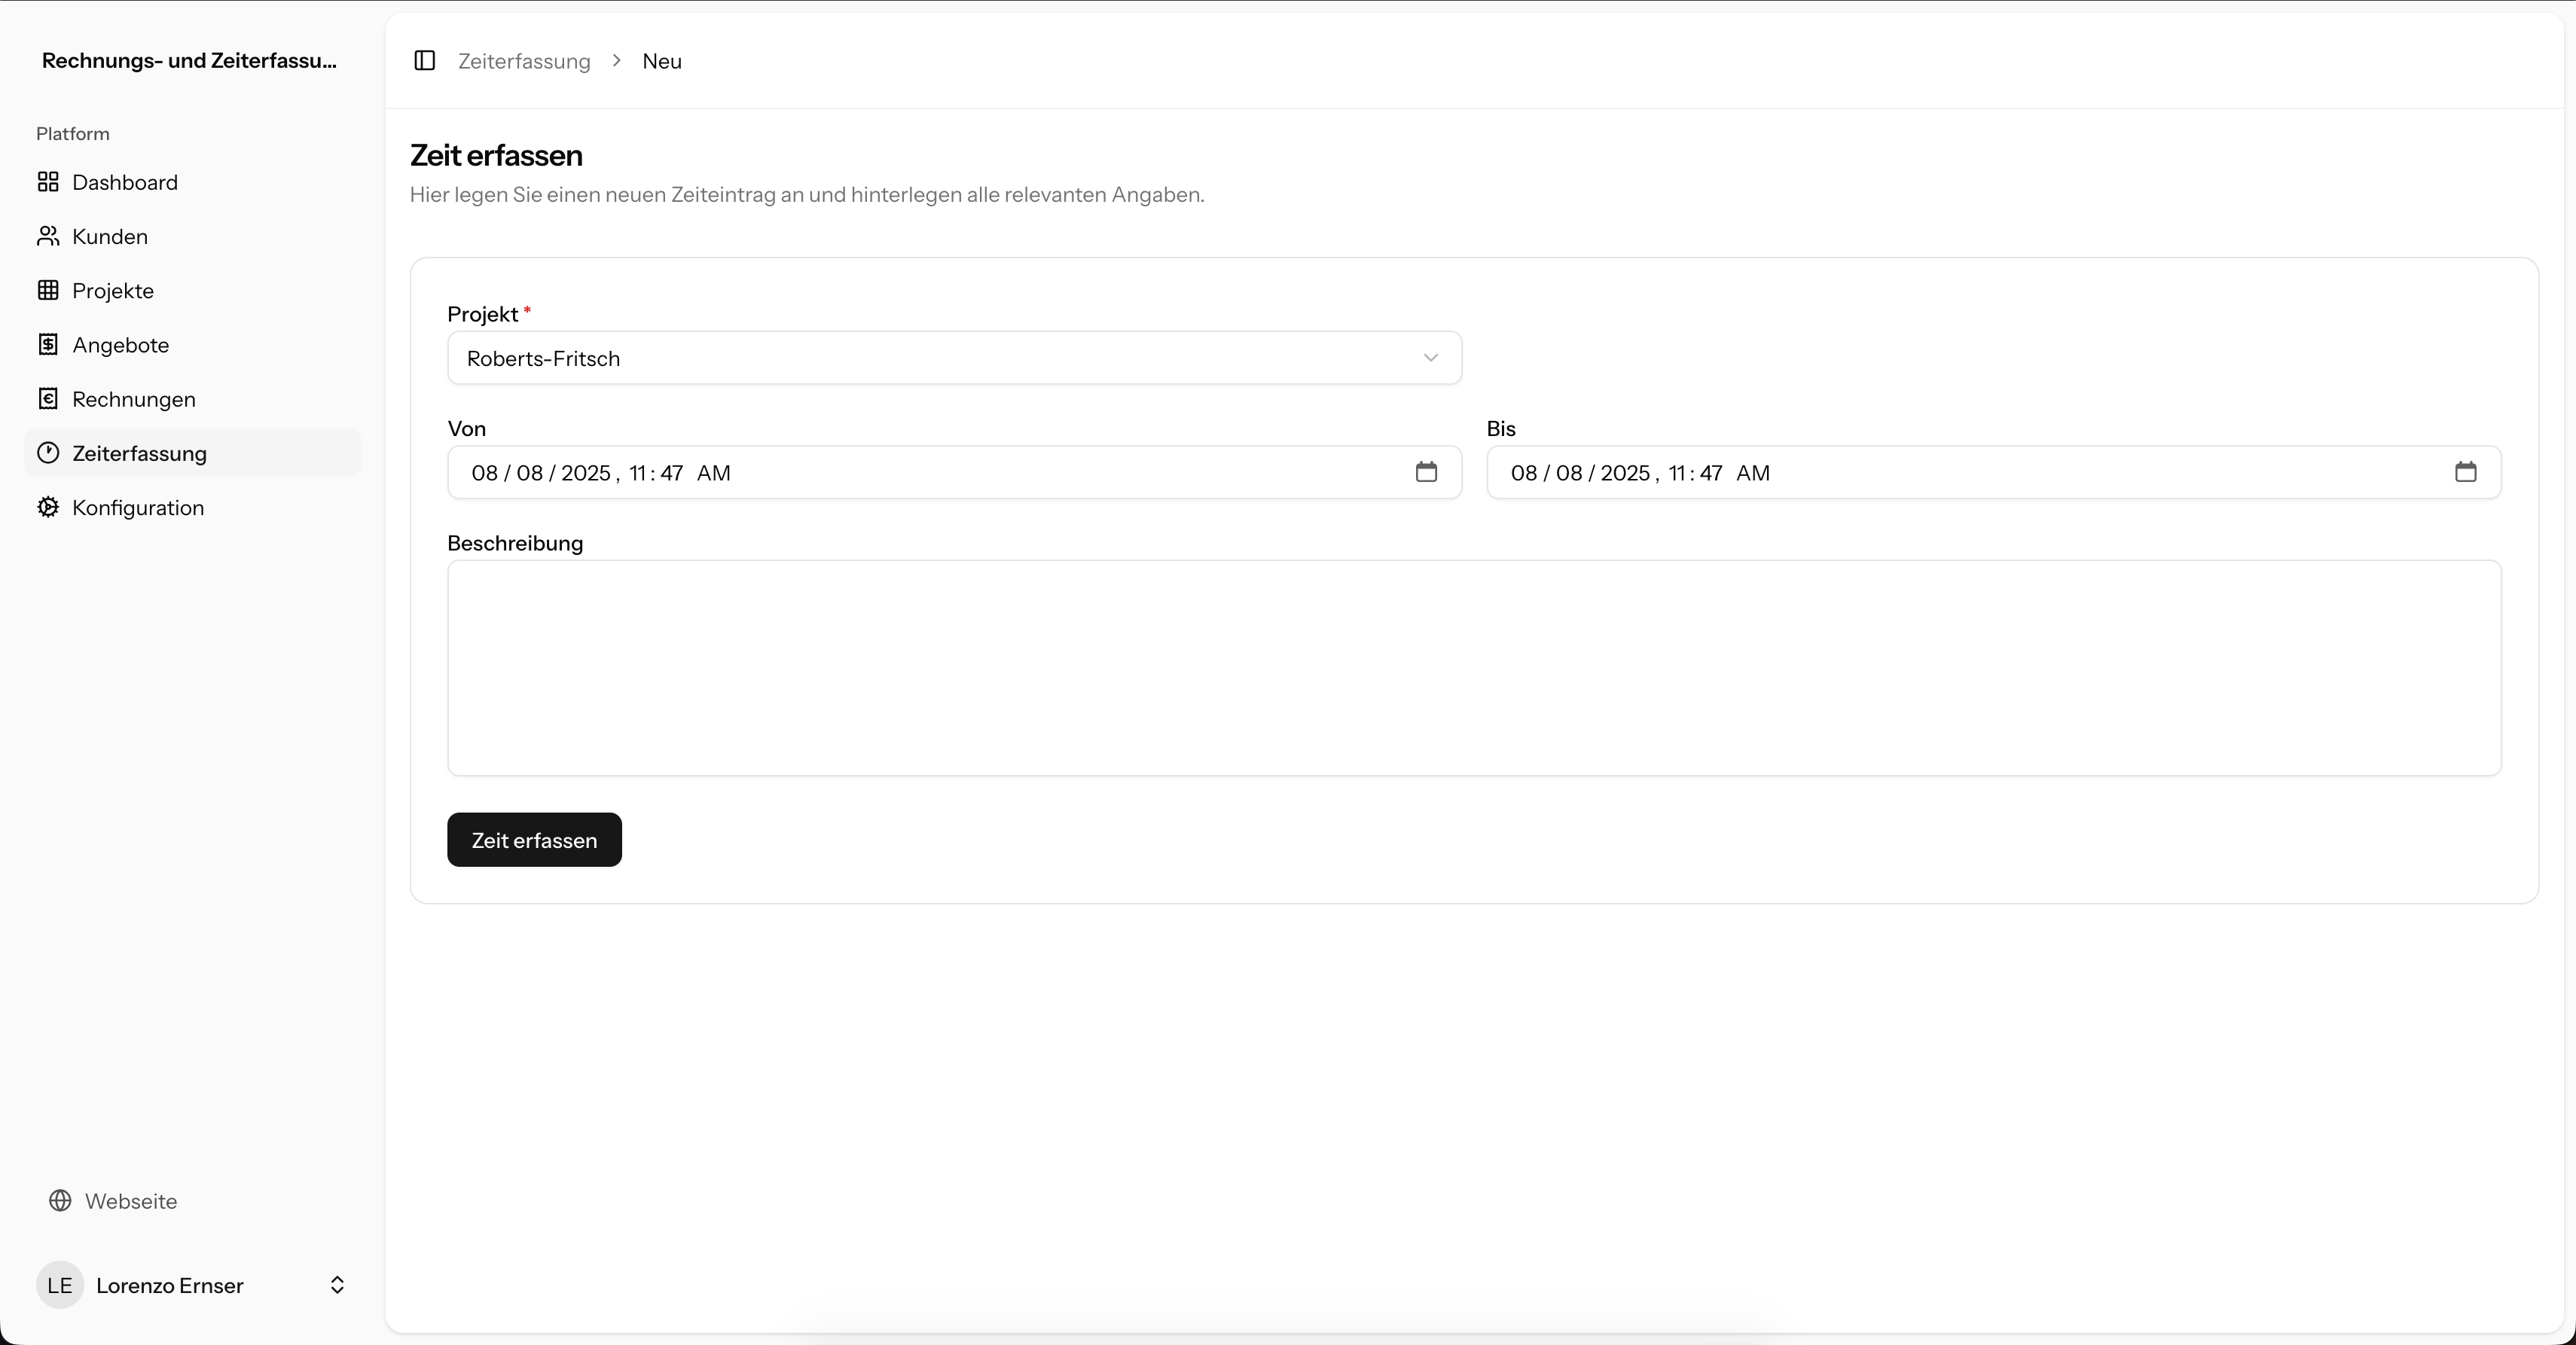 Rechnungs- und Zeiterfassu...
Platform
Dashboard
Kunden
Projekte
Angebote
Rechnungen
Zeiterfassung
Konfiguration
Webseite
LE Lorenzo Ernser
Zeiterfassung > Neu
Zeit erfassen
Hier legen Sie einen neuen Zeiteintrag an und hinterlegen alle relevanten Angaben.
Projekt *
Roberts-Fritsch
Von
08 / 08 / 2025 , 11 : 47 AM
Bis
08 / 08 / 2025 , 11 : 47 AM
Beschreibung
Zeit erfassen